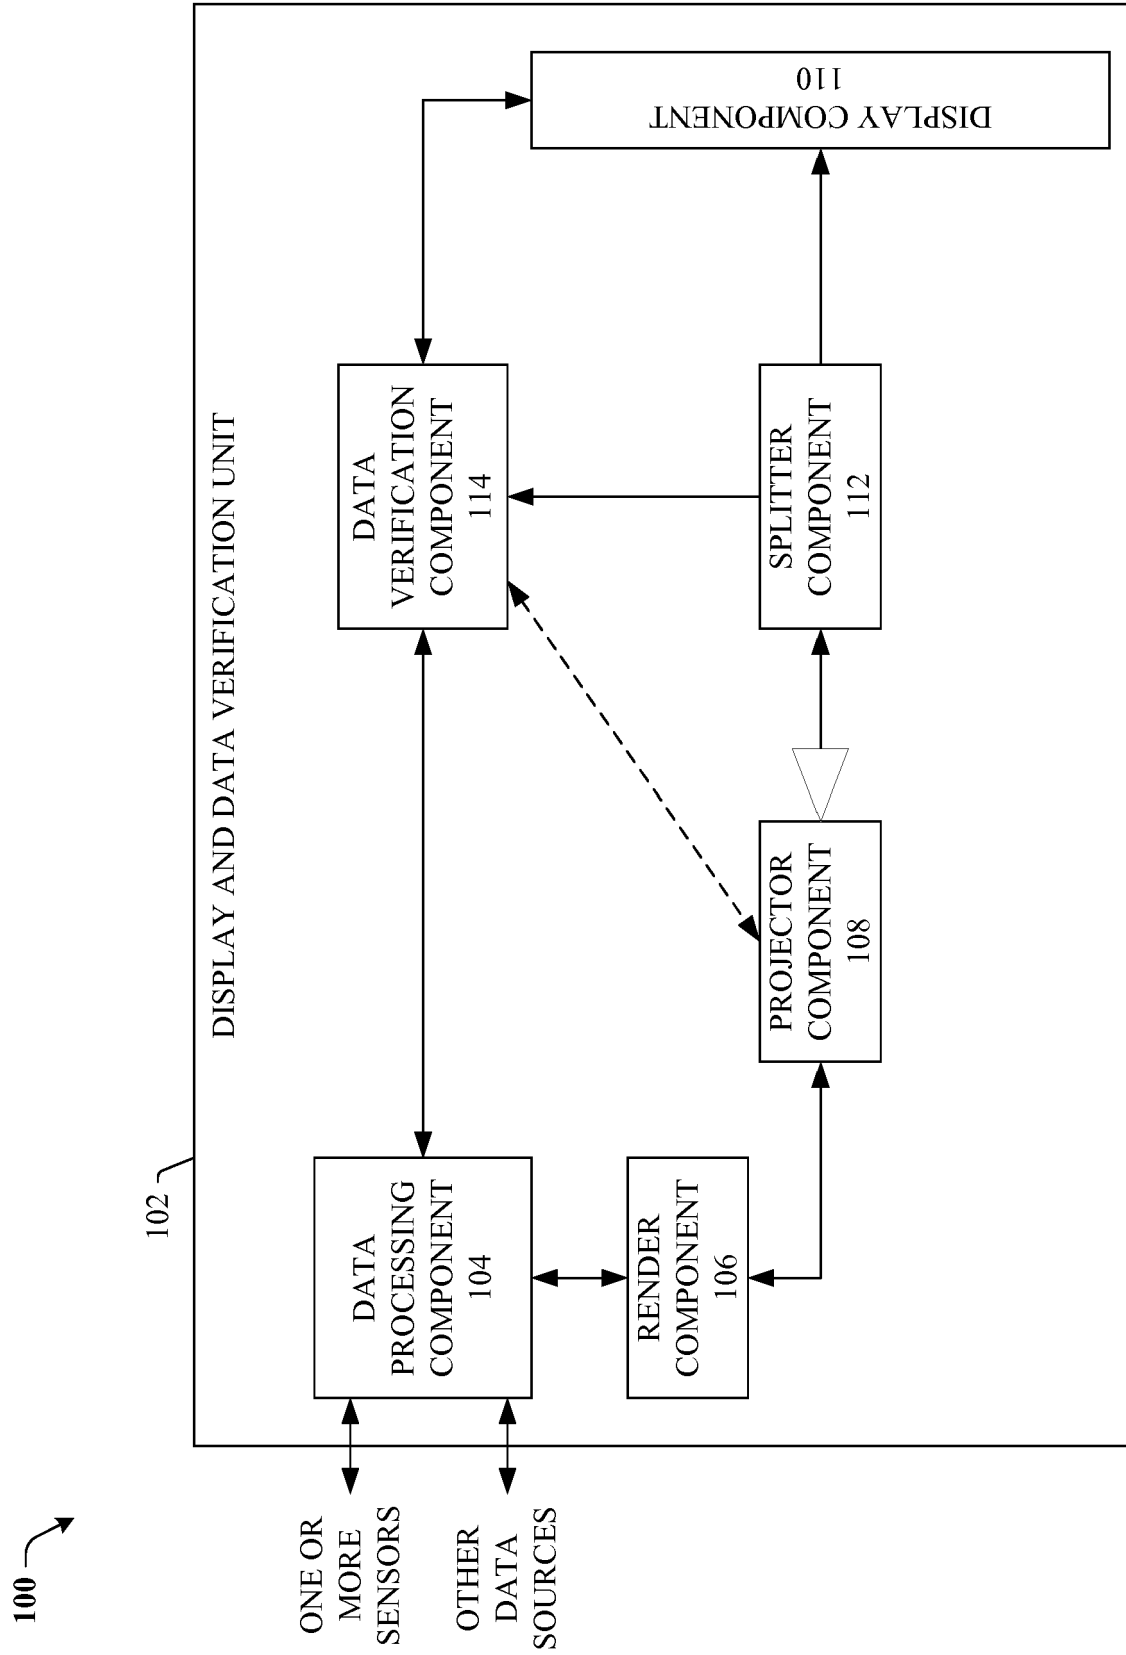 100
102
DISPLAY AND DATA VERIFICATION UNIT
ONE OR
MORE
SENSORS
OTHER
DATA
SOURCES
DATA
PROCESSING
COMPONENT
104
DATA
VERIFICATION
COMPONENT
114
RENDER
COMPONENT
106
PROJECTOR
COMPONENT
108
SPLITTER
COMPONENT
112
DISPLAY COMPONENT
110